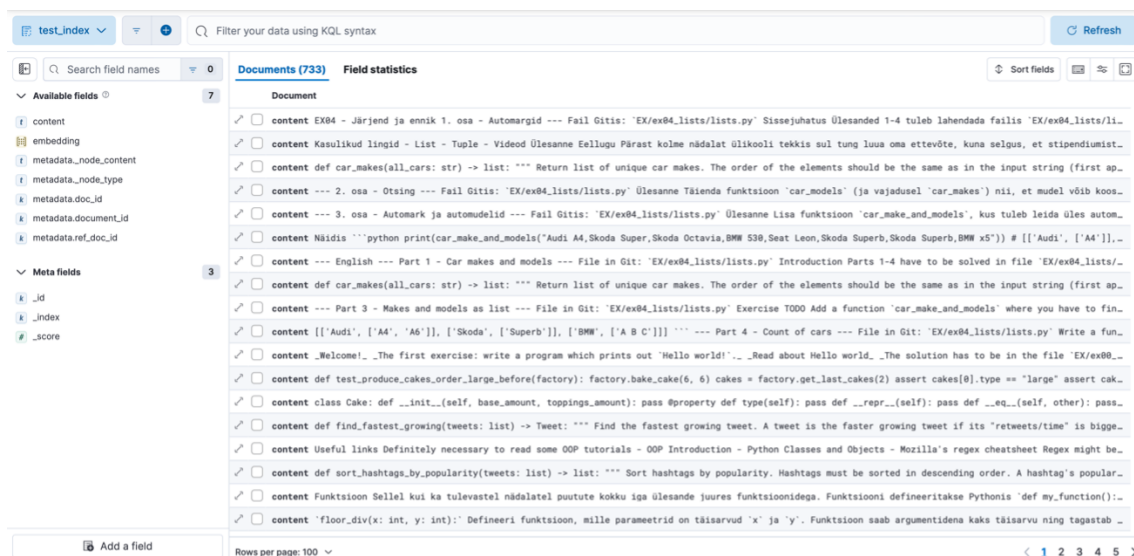 test_index
Filter your data using KQL syntax
Refresh
Search field names
0
Documents (733) Field statistics
Sort fields
Available fields 7
Document
content
embedding
metadata._node_content
metadata._node_type
metadata.doc_id
metadata.document_id
metadata.ref_doc_id
Meta fields 3
_id
_index
_score
Add a field
content EX04 - Järjend ja ennik 1. osa - Automargid --- Fail Gitis: `EX/ex04_lists/lists.py` Sissejuhatus Ülesanded 1-4 tuleb lahendada failis `EX/ex04_lists/li…
content Kasulikud lingid - List - Tuple - Videod Ülesanne Eellugu Pärast kolme nädalat ülikooli tekkis sul tung luua oma ettevõte, kuna selgus, et stipendiumist…
content def car_makes(all_cars: str) -> list: """ Return list of unique car makes. The order of the elements should be the same as in the input string (first ap…
content --- 2. osa - Otsing --- Fail Gitis: `EX/ex04_lists/lists.py` Ülesanne Täienda funktsioon `car_models` (ja vajadusel `car_makes`) nii, et mudel võib koos…
content --- 3. osa - Automark ja automudelid --- Fail Gitis: `EX/ex04_lists/lists.py` Ülesanne Lisa funktsioon `car_make_and_models`, kus tuleb leida üles autom…
content Näidis ```python print(car_make_and_models("Audi A4,Skoda Super,Skoda Octavia,BMW 530,Seat Leon,Skoda Superb,Skoda Superb,BMW x5")) # [['Audi', ['A4']],…
content --- English --- Part 1 - Car makes and models --- File in Git: `EX/ex04_lists/lists.py` Introduction Parts 1-4 have to be solved in file `EX/ex04_lists/…
content def car_makes(all_cars: str) -> list: """ Return list of unique car makes. The order of the elements should be the same as in the input string (first ap…
content --- Part 3 - Makes and models as list --- File in Git: `EX/ex04_lists/lists.py` Exercise TODO Add a function `car_make_and_models` where you have to fin…
content [['Audi', ['A4', 'A6']], ['Skoda', ['Superb']], ['BMW', ['A B C']]] ``` --- Part 4 - Count of cars --- File in Git: `EX/ex04_lists/lists.py` Write a fun…
content _Welcome!_ _The first exercise: write a program which prints out `Hello world!`._ _Read about Hello world_ _The solution has to be in the file `EX/ex00_…
content def test_produce_cakes_order_large_before(factory): factory.bake_cake(6, 6) cakes = factory.get_last_cakes(2) assert cakes[0].type == "large" assert cak…
content class Cake: def __init__(self, base_amount, toppings_amount): pass @property def type(self): pass def __repr__(self): pass def __eq__(self, other): pass…
content def find_fastest_growing(tweets: list) -> Tweet: """ Find the fastest growing tweet. A tweet is the faster growing tweet if its "retweets/time" is bigge…
content Useful links Definitely necessary to read some OOP tutorials - OOP Introduction - Python Classes and Objects - Mozilla's regex cheatsheet Regex might be…
content def sort_hashtags_by_popularity(tweets: list) -> list: """ Sort hashtags by popularity. Hashtags must be sorted in descending order. A hashtag's popular…
content Funktsioon Sellel kui ka tulevastel nädalatel puutute kokku iga ülesande juures funktsioonidega. Funktsiooni defineeritakse Pythonis `def my_function():…
content `floor_div(x: int, y: int):` Defineeri funktsioon, mille parameetrid on täisarvud `x` ja `y`. Funktsioon saab argumentidena kaks täisarvu ning tagastab …
Rows per page: 100
1 2 3 4 5